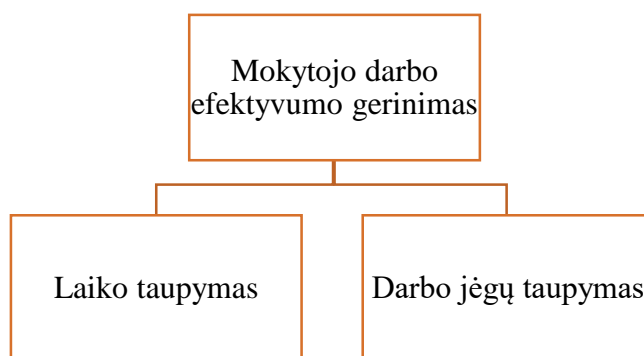 Mokytojo darbo
efektyvumo gerinimas
Laiko taupymas
Darbo jėgų taupymas